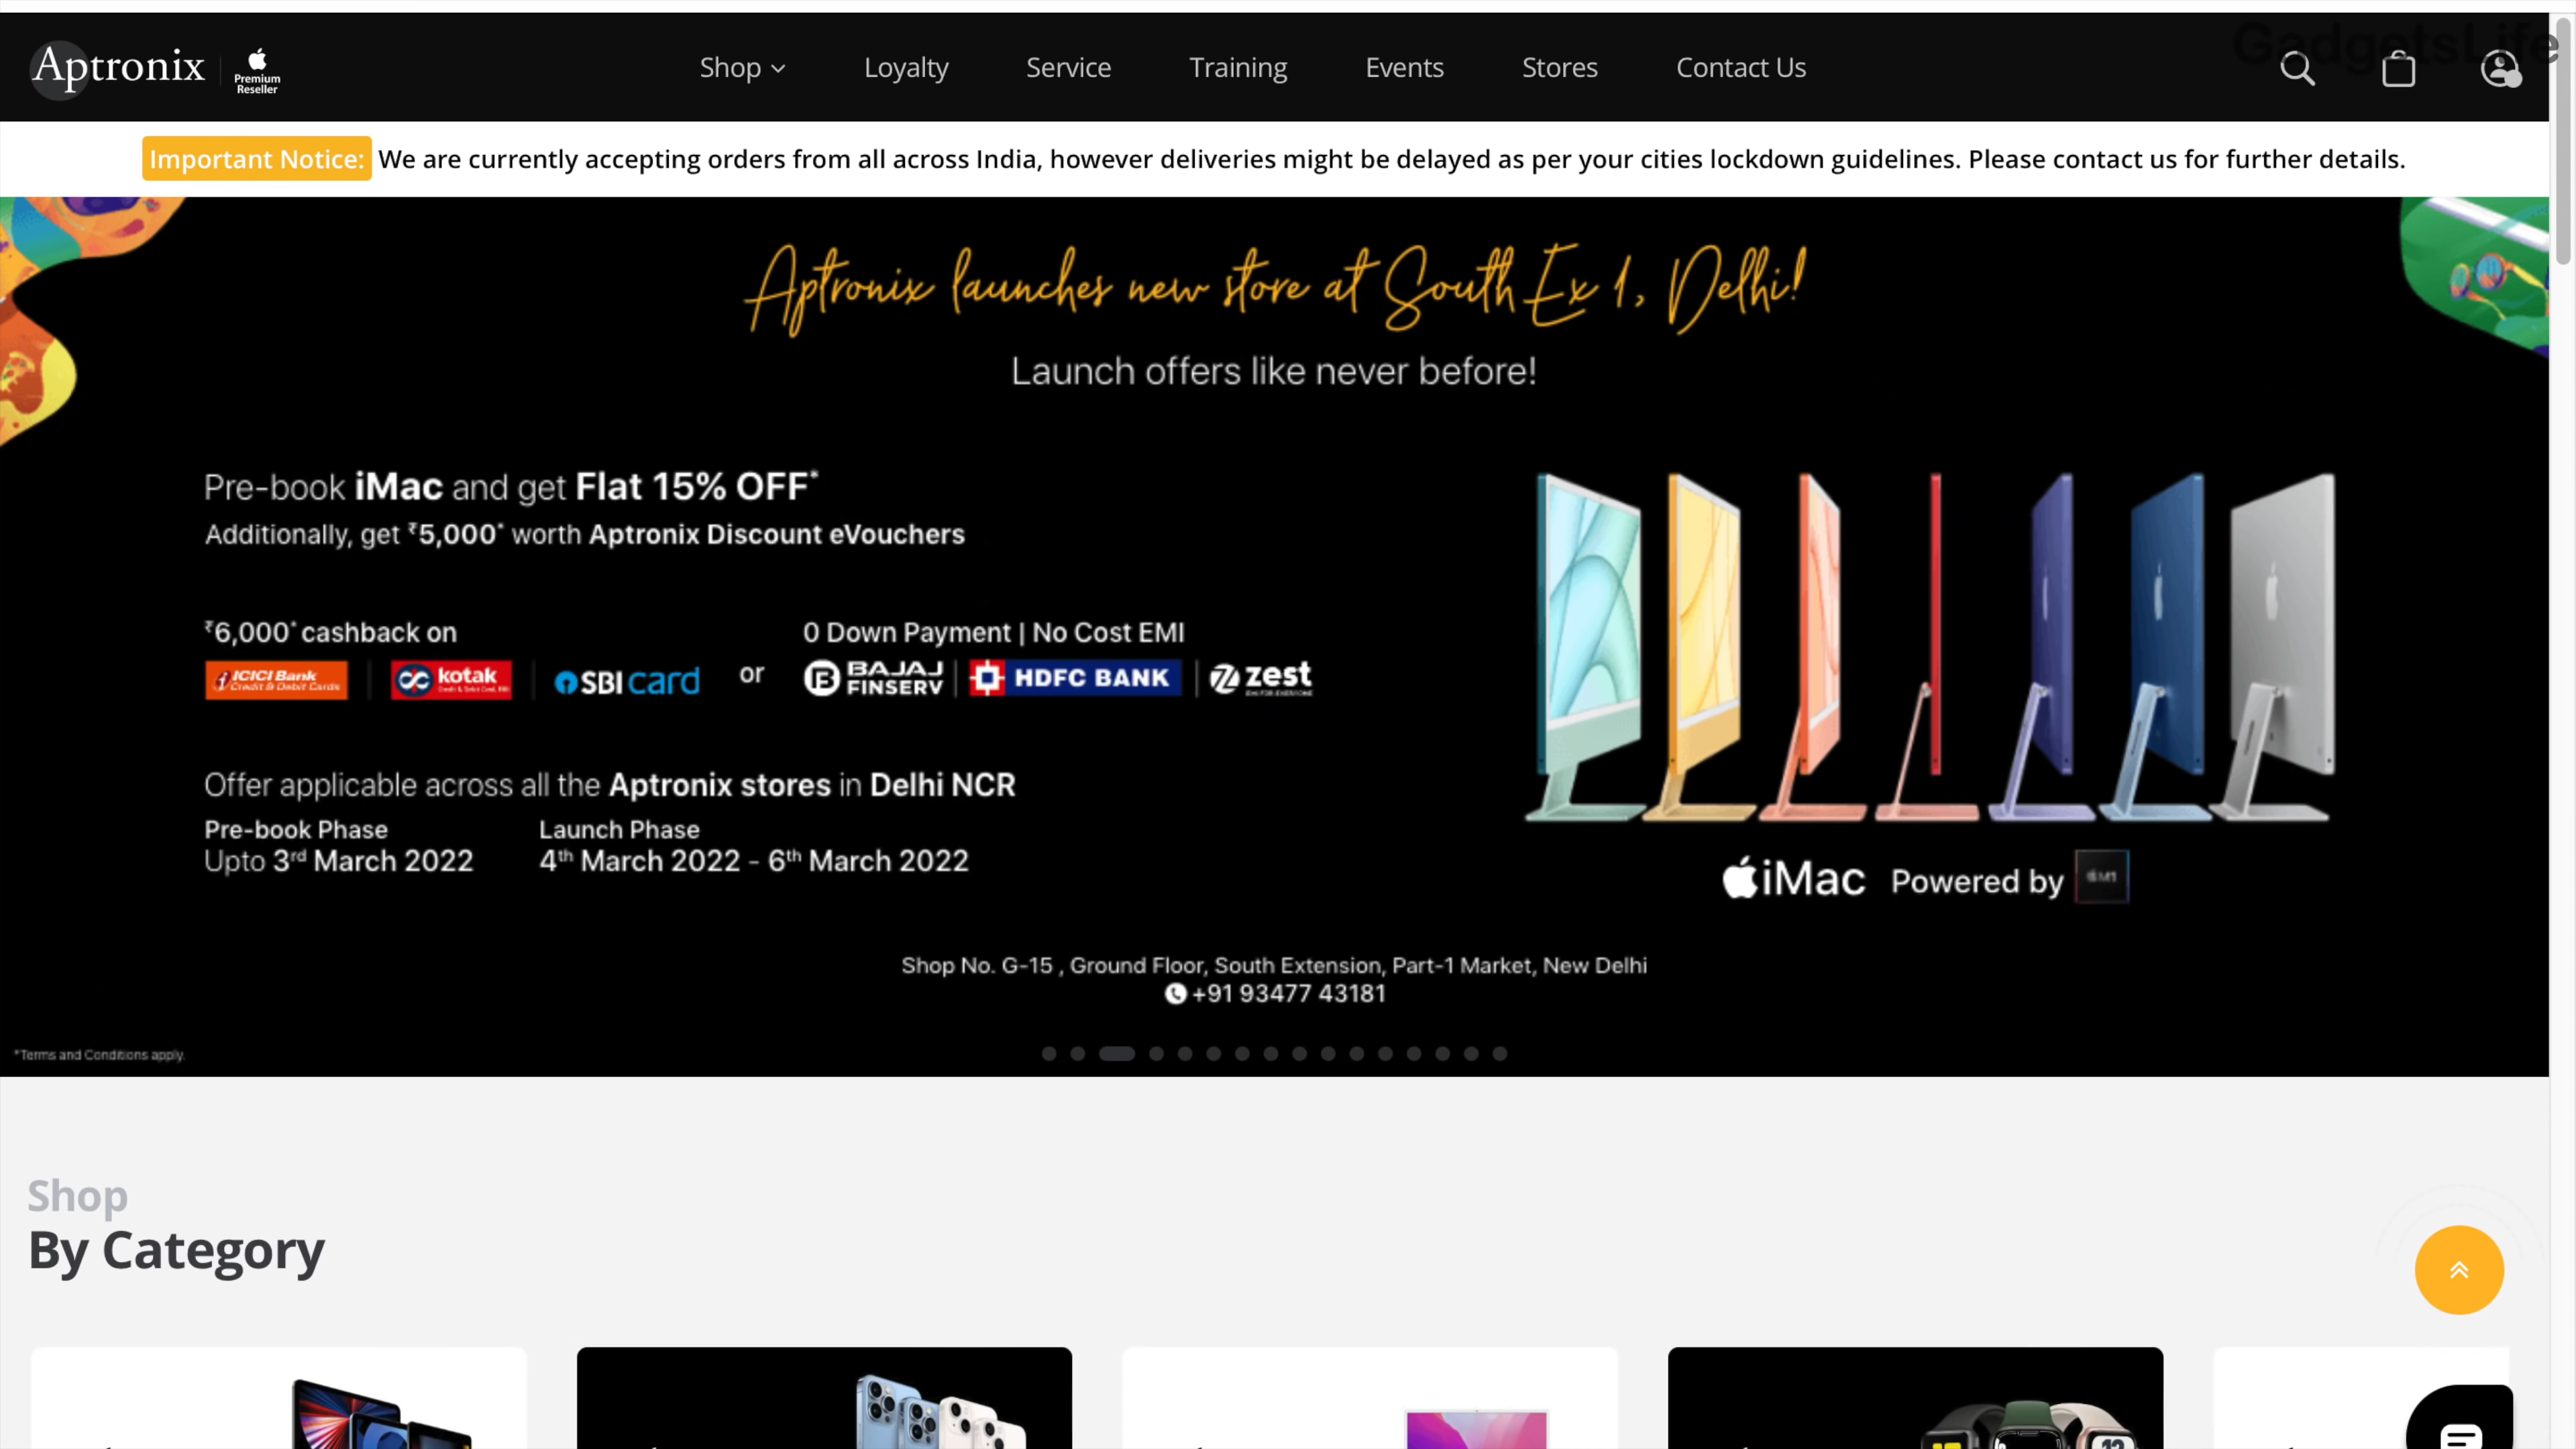 GadgetsLife
Aptronix
Premium
Reseller
Shop
Loyalty
Service
Training
Events
Stores
Contact Us
Important Notice: We are currently accepting orders from all across India, however deliveries might be delayed as per your cities lockdown guidelines. Please contact us for further details.
Aptronix launches new store at South Ex 1, Delhi!
Launch offers like never before!
Pre-book iMac and get Flat 15% OFF*
Additionally, get ₹5,000* worth Aptronix Discount eVouchers
₹6,000* cashback on
0 Down Payment | No Cost EMI
ICICI Bank
Credit & Debit Cards
kotak
SBI card
or
BAJAJ
FINSERV
HDFC BANK
zest
Offer applicable across all the Aptronix stores in Delhi NCR
Pre-book Phase
Launch Phase
Upto 3rd March 2022
4th March 2022 - 6th March 2022
iMac Powered by M1
Shop No. G-15 , Ground Floor, South Extension, Part-1 Market, New Delhi
+91 93477 43181
*Terms and Conditions apply.
Shop
By Category